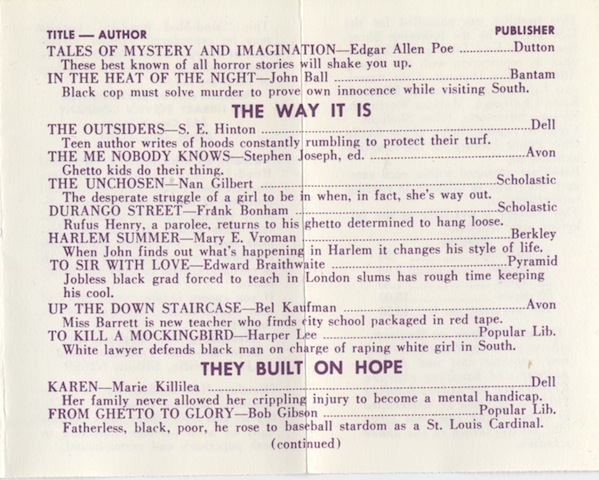 TITLE — AUTHOR PUBLISHER
TALES OF MYSTERY AND IMAGINATION—Edgar Allen Poe ..............Dutton
These best known of all horror stories will shake you up.
IN THE HEAT OF THE NIGHT—John Ball ..............Bantam
Black cop must solve murder to prove own innocence while visiting South.
THE WAY IT IS
THE OUTSIDERS—S. E. Hinton ..............Dell
Teen author writes of hoods constantly rumbling to protect their turf.
THE ME NOBODY KNOWS—Stephen Joseph, ed. ..............Avon
Ghetto kids do their thing.
THE UNCHOSEN—Nan Gilbert ..............Scholastic
The desperate struggle of a girl to be in when, in fact, she's way out.
DURANGO STREET—Frank Bonham ..............Scholastic
Rufus Henry, a parolee, returns to his ghetto determined to hang loose.
HARLEM SUMMER—Mary E. Vroman ..............Berkley
When John finds out what's happening in Harlem it changes his style of life.
TO SIR WITH LOVE—Edward Braithwaite ..............Pyramid
Jobless black grad forced to teach in London slums has rough time keeping
his cool.
UP THE DOWN STAIRCASE—Bel Kaufman ..............Avon
Miss Barrett is new teacher who finds city school packaged in red tape.
TO KILL A MOCKINGBIRD—Harper Lee ..............Popular Lib.
White lawyer defends black man on charge of raping white girl in South.
THEY BUILT ON HOPE
KAREN—Marie Killilea ..............Dell
Her family never allowed her crippling injury to become a mental handicap.
FROM GHETTO TO GLORY—Bob Gibson ..............Popular Lib.
Fatherless, black, poor, he rose to baseball stardom as a St. Louis Cardinal.
(continued)